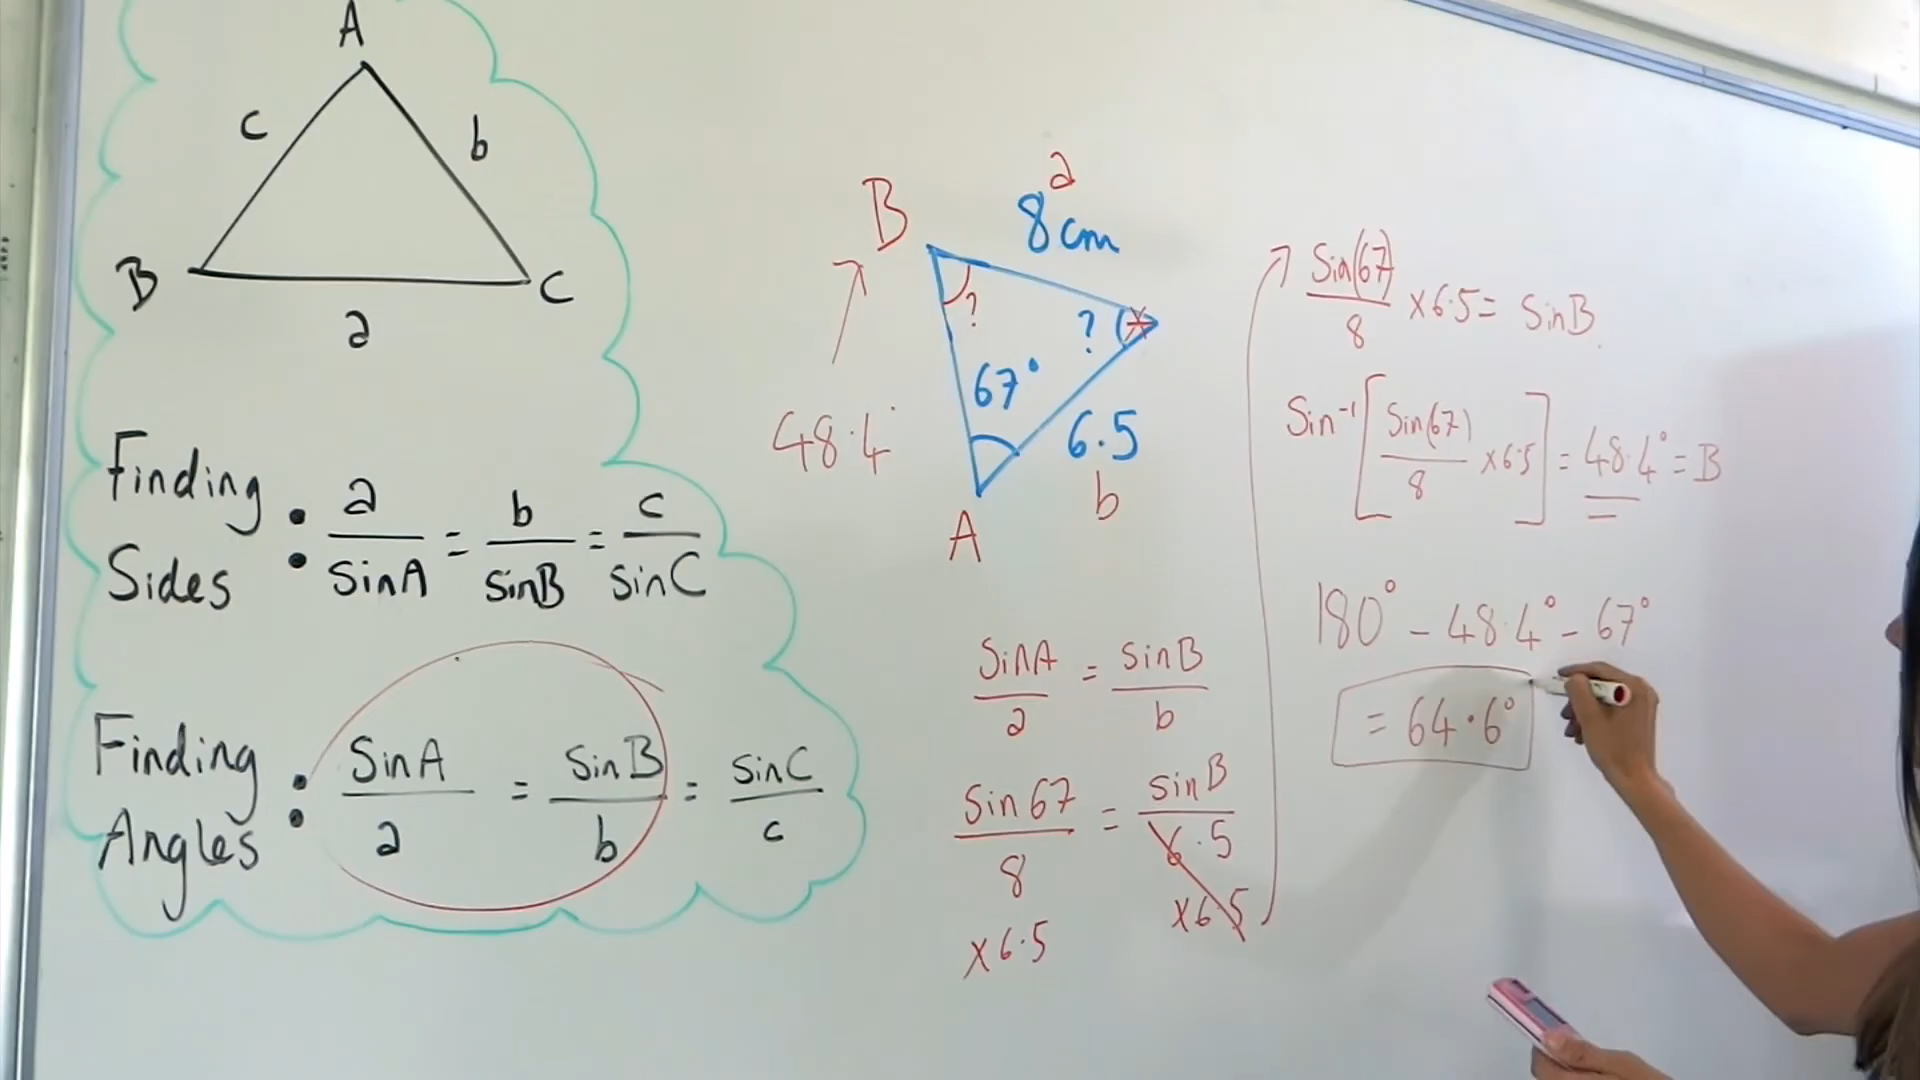 A
c
b
B
C
a
Finding Sides : a/sinA = b/sinB = c/sinC
Finding Angles : SinA/a = sinB/b = sinC/c
a
B
8cm
?
?
x
67°
48.4°
6.5
b
A
SinA/a = sinB/b
Sin67/8 = sinB/6.5
x6.5
x6.5
Sin(67)/8 x6.5 = SinB
Sin⁻¹[Sin(67)/8 x6.5] = 48.4° = B
180° - 48.4° - 67°
= 64.6°